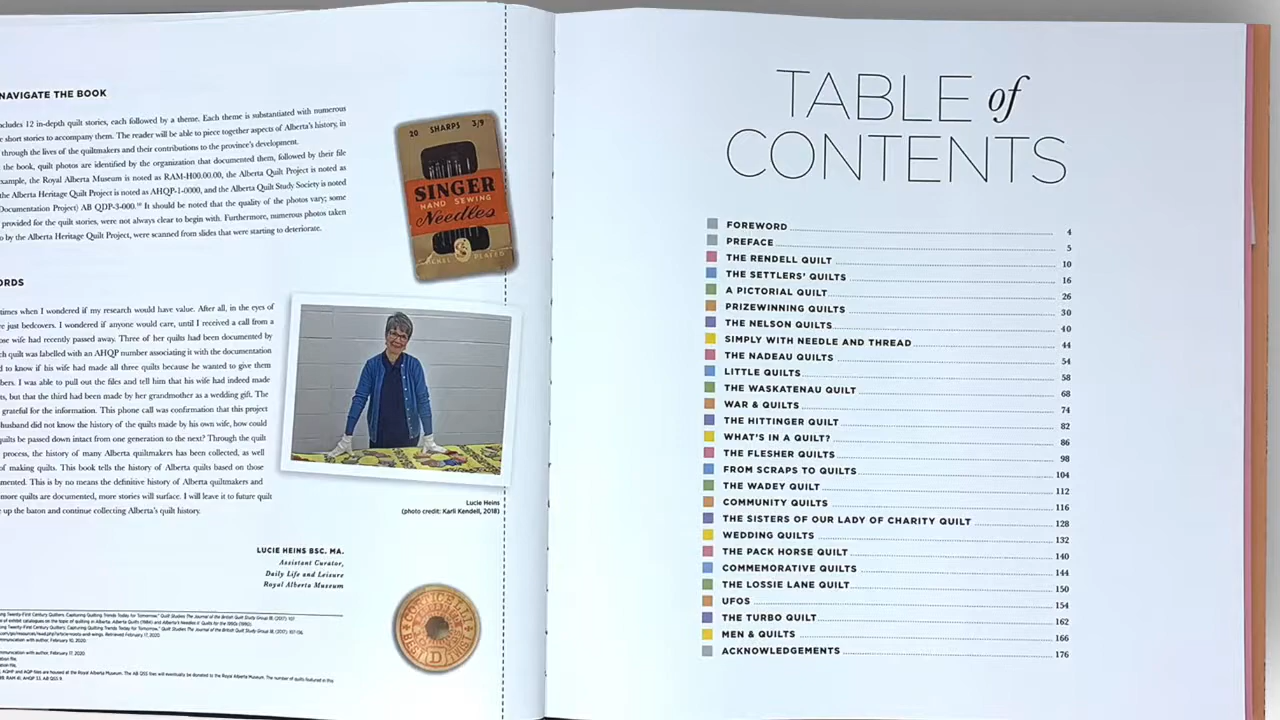 NAVIGATE THE BOOK
cludes 12 in-depth quilt stories, each followed by a theme. Each theme is substantiated with numerous
short stories to accompany them. The reader will be able to piece together aspects of Alberta's history, in
through the lives of the quiltmakers and their contributions to the province's development.
the book, quilt photos are identified by the organization that documented them, followed by their file
example, the Royal Alberta Museum is noted as RAM-H00.00.00, the Alberta Quilt Project is noted as
the Alberta Heritage Quilt Project is noted as AHQP-1-0000, and the Alberta Quilt Study Society is noted
Documentation Project) AB QDP-3-000. It should be noted that the quality of the photos vary; some
provided for the quilt stories, were not always clear to begin with. Furthermore, numerous photos taken
by the Alberta Heritage Quilt Project, were scanned from slides that were starting to deteriorate.
ORDS
times when I wondered if my research would have value. After all, in the eyes of
re just bedcovers. I wondered if anyone would care, until I received a call from a
ose wife had recently passed away. Three of her quilts had been documented by
ch quilt was labelled with an AHQP number associating it with the documentation
d to know if his wife had made all three quilts because he wanted to give them
bers. I was able to pull out the files and tell him that his wife had indeed made
ts, but that the third had been made by her grandmother as a wedding gift. The
grateful for the information. This phone call was confirmation that this project
husband did not know the history of the quilts made by his own wife, how could
uilts be passed down intact from one generation to the next? Through the quilt
process, the history of many Alberta quiltmakers has been collected, as well
of making quilts. This book tells the history of Alberta quilts based on those
mented. This is by no means the definitive history of Alberta quiltmakers and
more quilts are documented, more stories will surface. I will leave it to future quilt
up the baton and continue collecting Alberta's quilt history.
20 SHARPS 3/9
SINGER
HAND SEWING
Needles
NICKEL PLATED
Lucie Heins
(photo credit: Karli Kendell, 2018)
LUCIE HEINS BSC. MA.
Assistant Curator,
Daily Life and Leisure
Royal Alberta Museum
TABLE of
CONTENTS
FOREWORD 4
PREFACE 5
THE RENDELL QUILT 10
THE SETTLERS' QUILTS 16
A PICTORIAL QUILT 26
PRIZEWINNING QUILTS 30
THE NELSON QUILTS 40
SIMPLY WITH NEEDLE AND THREAD 44
THE NADEAU QUILTS 54
LITTLE QUILTS 58
THE WASKATENAU QUILT 68
WAR & QUILTS 74
THE HITTINGER QUILT 82
WHAT'S IN A QUILT? 86
THE FLESHER QUILTS 98
FROM SCRAPS TO QUILTS 104
THE WADEY QUILT 112
COMMUNITY QUILTS 116
THE SISTERS OF OUR LADY OF CHARITY QUILT 128
WEDDING QUILTS 132
THE PACK HORSE QUILT 140
COMMEMORATIVE QUILTS 144
THE LOSSIE LANE QUILT 150
UFOS 154
THE TURBO QUILT 162
MEN & QUILTS 166
ACKNOWLEDGEMENTS 176